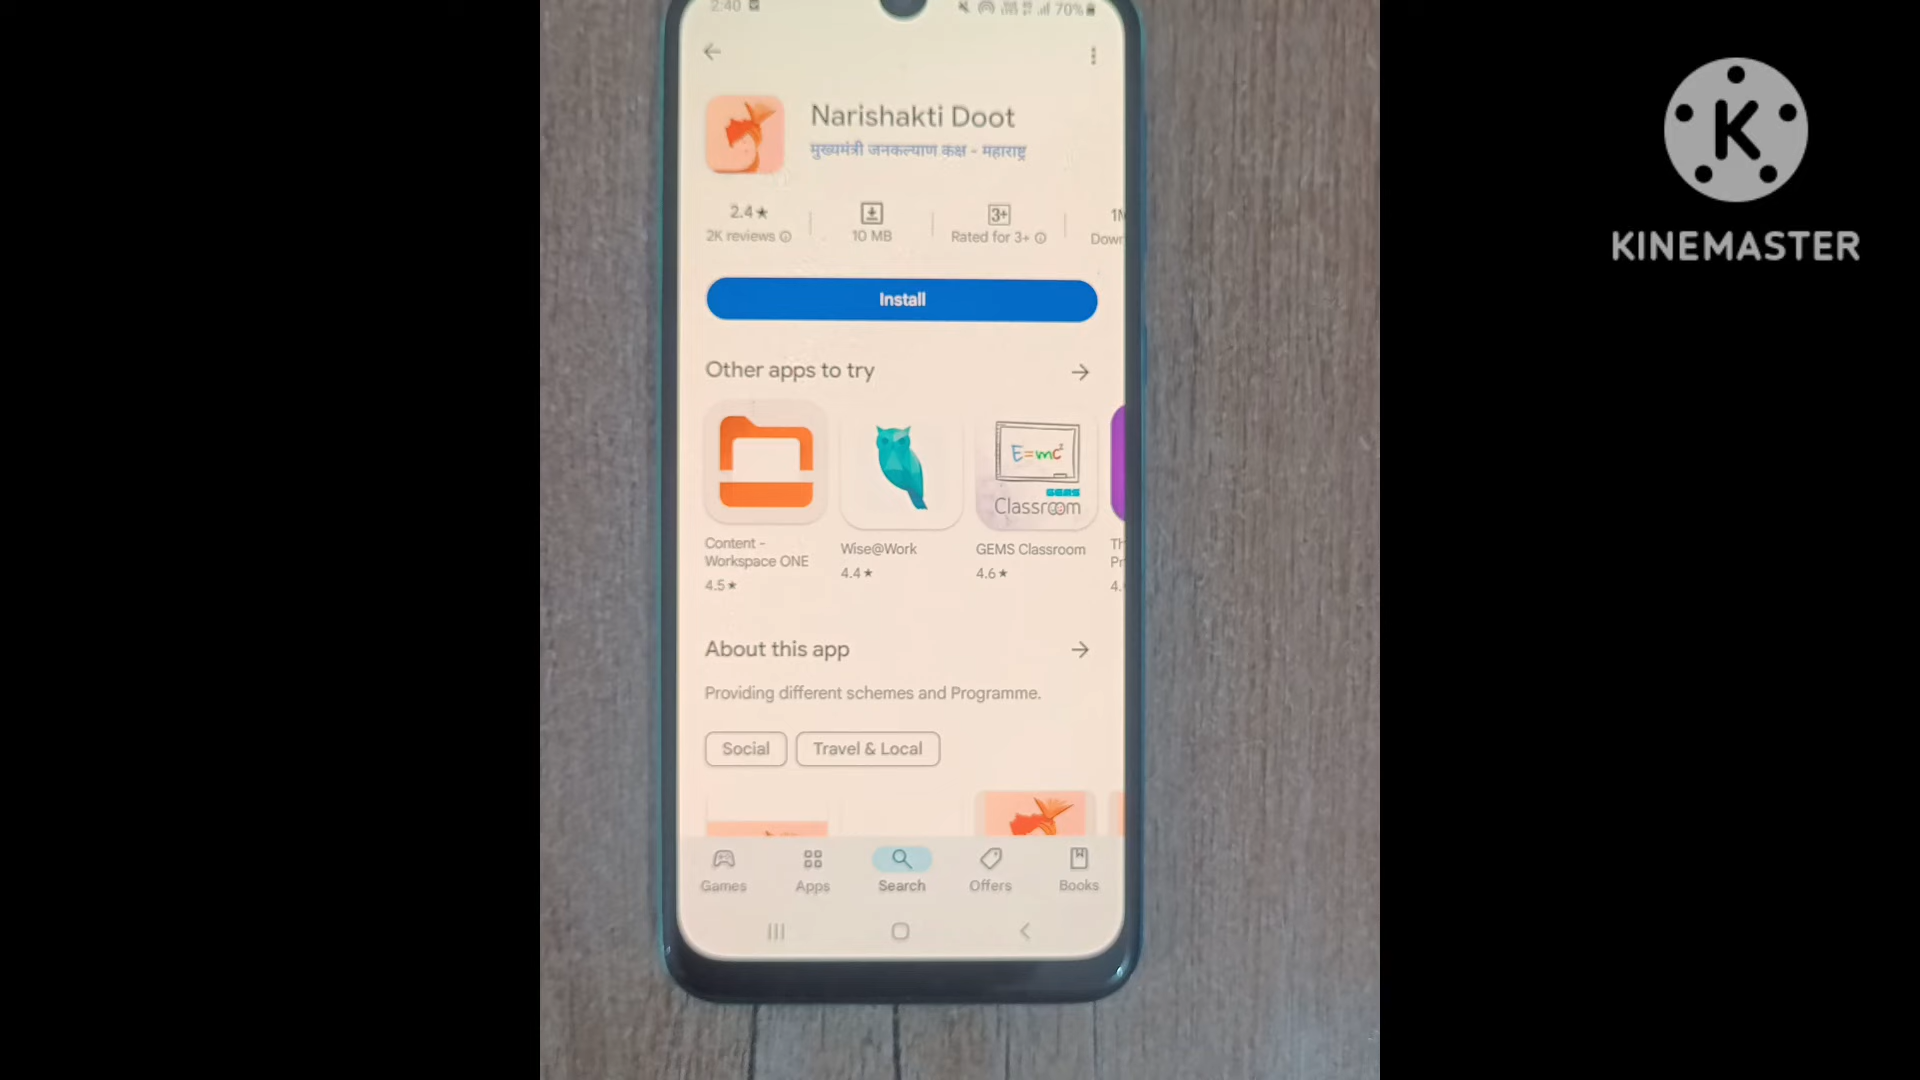 2:40
70%
Narishakti Doot
मुख्यमंत्री जनकल्याण कक्ष - महाराष्ट्र
2.4★
2K reviews
10 MB
3+
Rated for 3+
1M
Down
Install
Other apps to try
E=mc²
GEMS
Classroom
Content -
Workspace ONE
4.5★
Wise@Work
4.4★
GEMS Classroom
4.6★
Th
Pr
4.
About this app
Providing different schemes and Programme.
Social
Travel & Local
Games
Apps
Search
Offers
Books
K
KINEMASTER